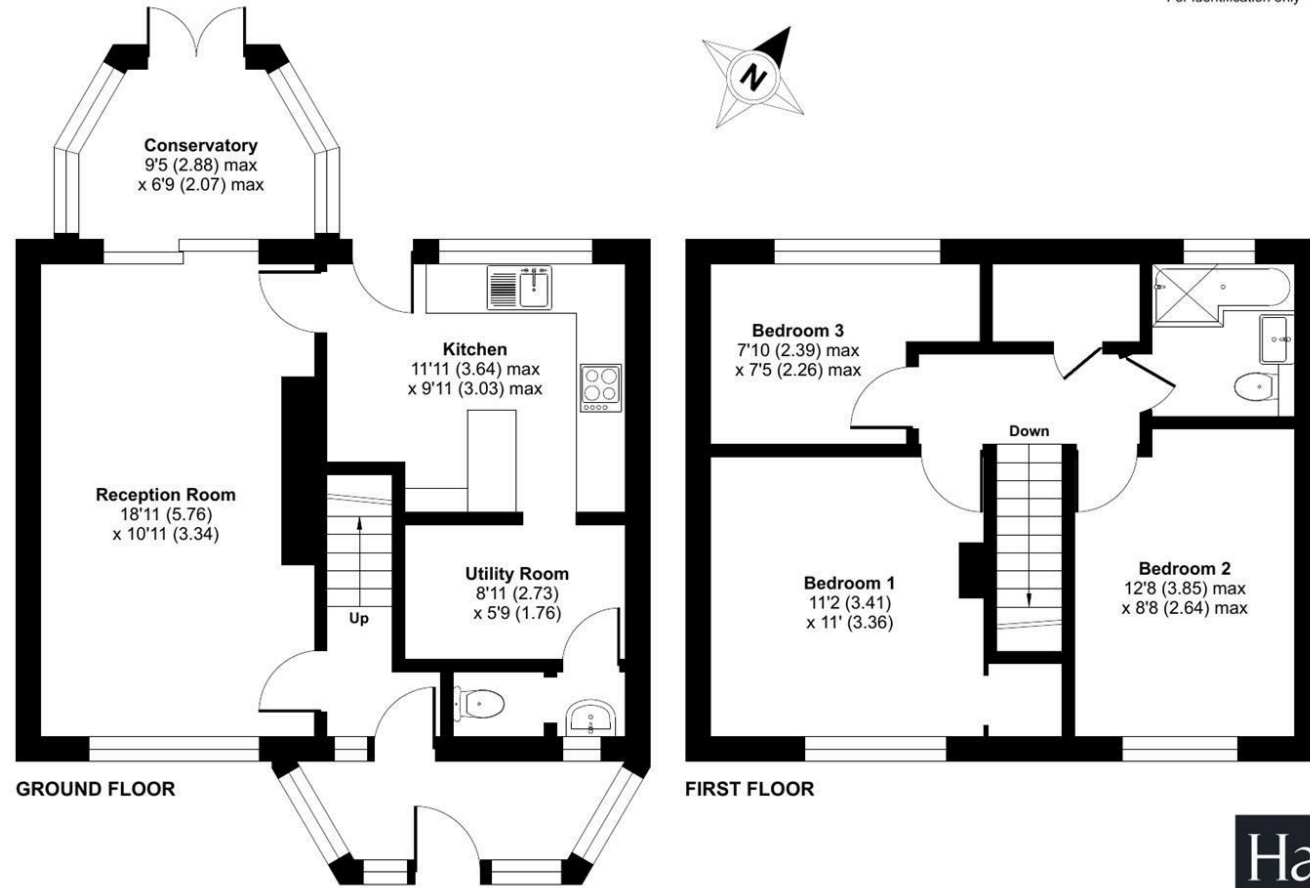 For identification only
N
Conservatory
9'5 (2.88) max
x 6'9 (2.07) max
Kitchen
11'11 (3.64) max
x 9'11 (3.03) max
Reception Room
18'11 (5.76)
x 10'11 (3.34)
Utility Room
8'11 (2.73)
x 5'9 (1.76)
Up
GROUND FLOOR
Bedroom 3
7'10 (2.39) max
x 7'5 (2.26) max
Down
Bedroom 1
11'2 (3.41)
x 11' (3.36)
Bedroom 2
12'8 (3.85) max
x 8'8 (2.64) max
FIRST FLOOR
Ha